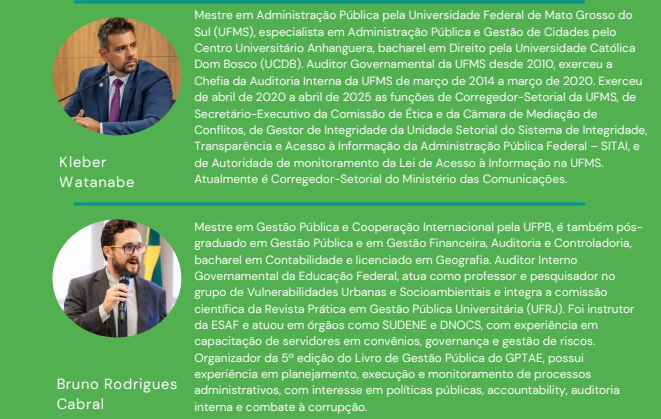 Mestre em Administração Pública pela Universidade Federal de Mato Grosso do
Sul (UFMS), especialista em Administração Pública e Gestão de Cidades pelo
Centro Universitário Anhanguera, bacharel em Direito pela Universidade Católica
Dom Bosco (UCDB). Auditor Governamental da UFMS desde 2010, exerceu a
Chefia da Auditoria Interna da UFMS de março de 2014 a março de 2020. Exerceu
de abril de 2020 a abril de 2025 as funções de Corregedor-Setorial da UFMS, de
Secretário-Executivo da Comissão de Ética e da Câmara de Mediação de
Conflitos, de Gestor de Integridade da Unidade Setorial do Sistema de Integridade,
Transparência e Acesso à Informação da Administração Pública Federal – SITAI, e
de Autoridade de monitoramento da Lei de Acesso à Informação na UFMS.
Atualmente é Corregedor-Setorial do Ministério das Comunicações.
Kleber
Watanabe
Mestre em Gestão Pública e Cooperação Internacional pela UFPB, é também pós-
graduado em Gestão Pública e em Gestão Financeira, Auditoria e Controladoria,
bacharel em Contabilidade e licenciado em Geografia. Auditor Interno
Governamental da Educação Federal, atua como professor e pesquisador no
grupo de Vulnerabilidades Urbanas e Socioambientais e integra a comissão
científica da Revista Prática em Gestão Pública Universitária (UFRJ). Foi instrutor
da ESAF e atuou em órgãos como SUDENE e DNOCS, com experiência em
capacitação de servidores em convênios, governança e gestão de riscos.
Organizador da 5ª edição do Livro de Gestão Pública do GPTAE, possui
experiência em planejamento, execução e monitoramento de processos
administrativos, com interesse em políticas públicas, accountability, auditoria
interna e combate à corrupção.
Bruno Rodrigues
Cabral